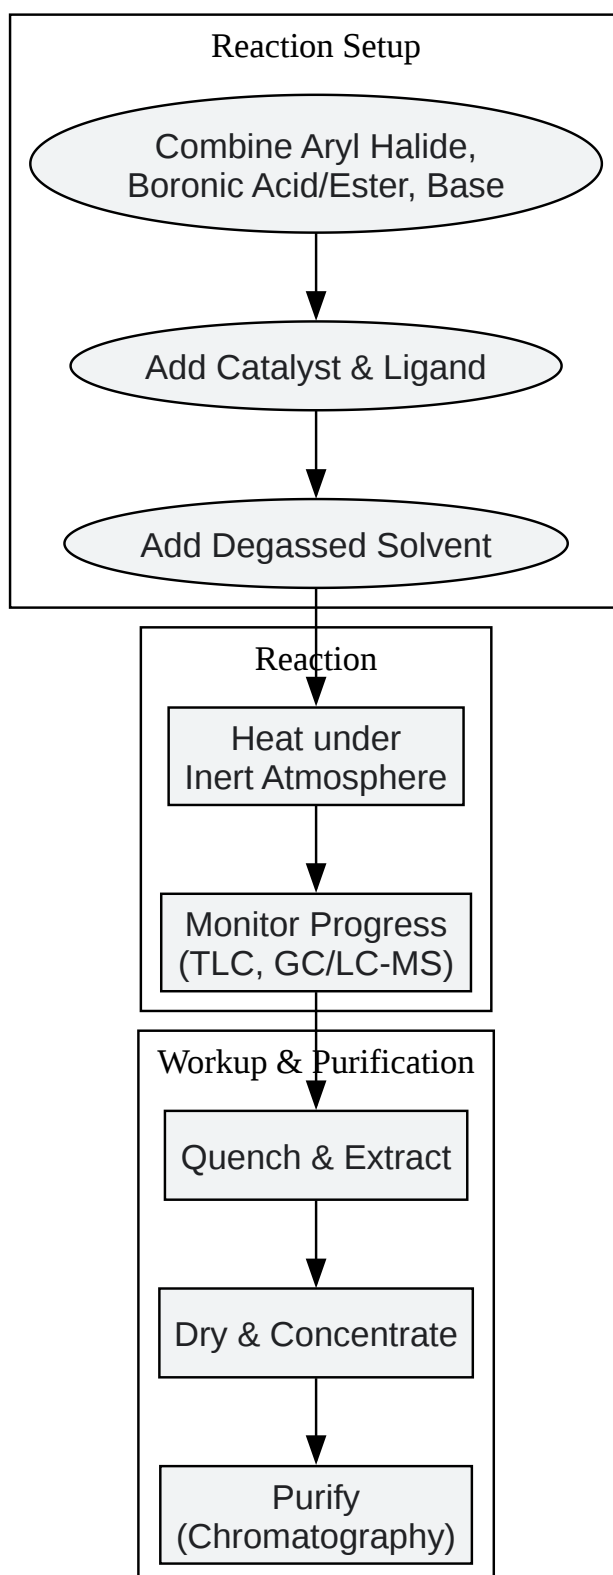 Reaction Setup
Combine Aryl Halide,
Boronic Acid/Ester, Base
Add Catalyst & Ligand
Add Degassed Solvent
Reaction
Heat under
Inert Atmosphere
Monitor Progress
(TLC, GC/LC-MS)
Workup & Purification
Quench & Extract
Dry & Concentrate
Purify
(Chromatography)